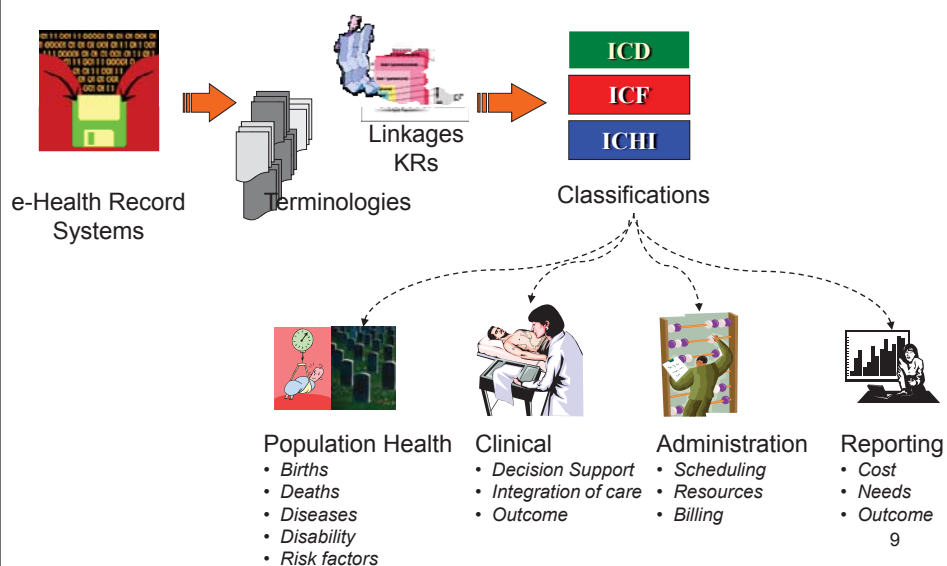 ICD
ICF
ICHI
Linkages
KRs
e-Health Record
Systems
Terminologies
Classifications
Population Health
• Births
• Deaths
• Diseases
• Disability
• Risk factors
Clinical
• Decision Support
• Integration of care
• Outcome
Administration
• Scheduling
• Resources
• Billing
Reporting
• Cost
• Needs
• Outcome
9